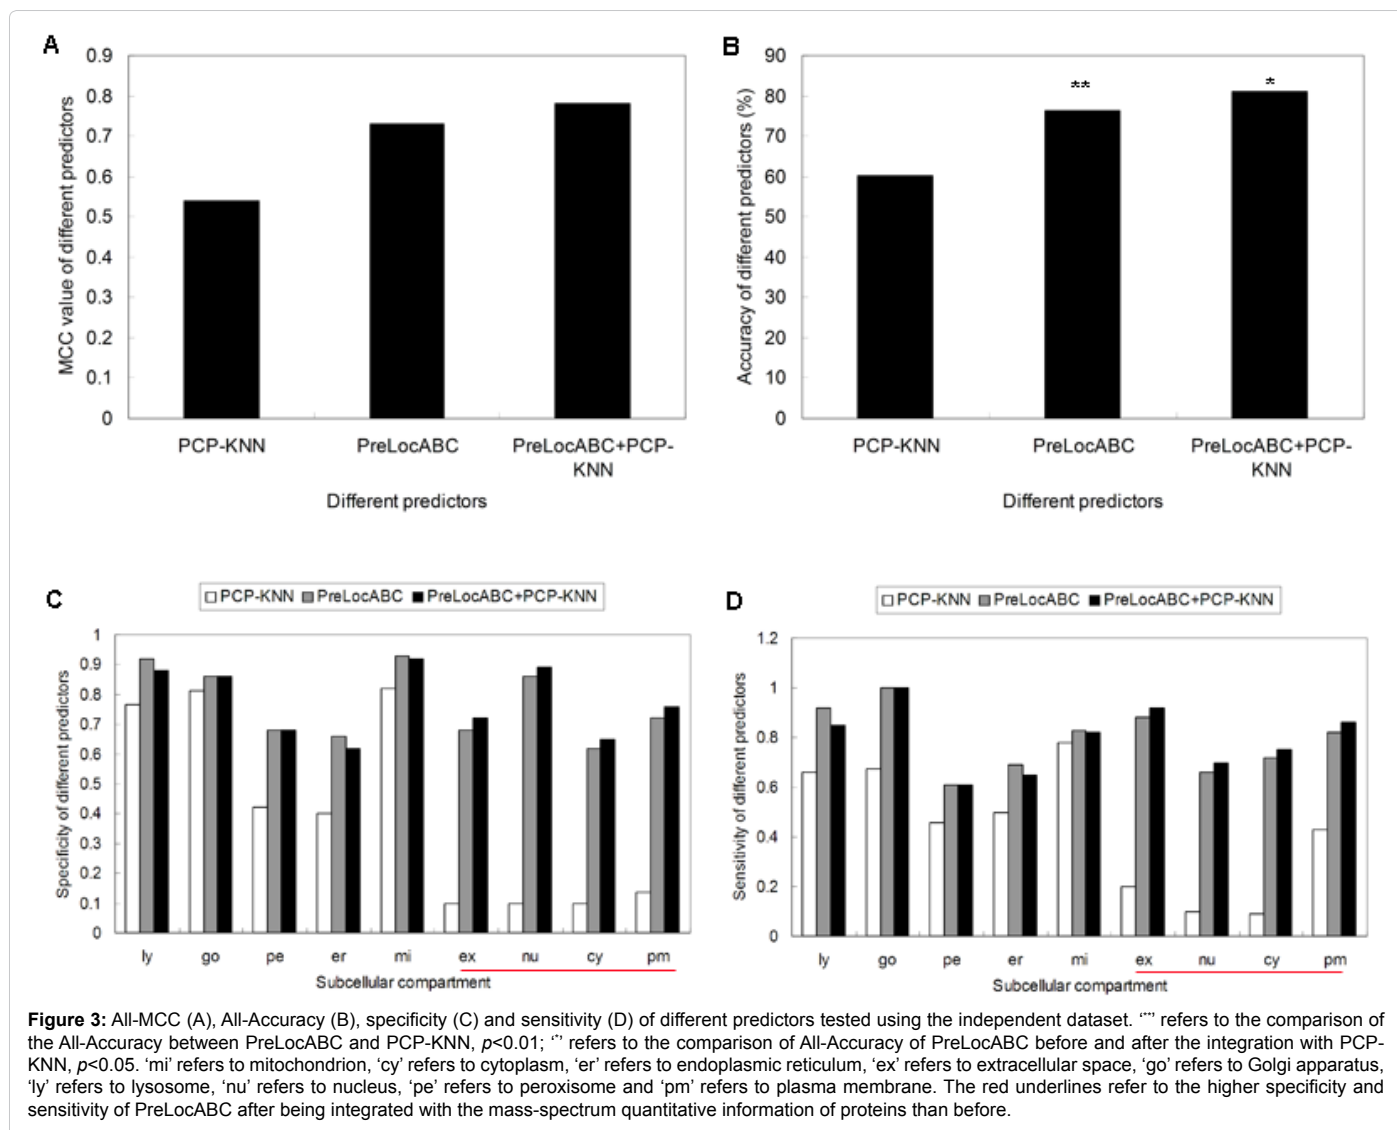 A
0.9
0.8
0.7
0.6
0.5
0.4
0.3
0.2
0.1
0
MCC value of different predictors
PCP-KNN PreLocABC PreLocABC+PCP-
KNN
Different predictors
B
90
80
70
60
50
40
30
20
10
0
Accuracy of different predictors (%)
** *
PCP-KNN PreLocABC PreLocABC+PCP-
KNN
Different predictors
C
PCP-KNN PreLocABC PreLocABC+PCP-KNN
1
0.9
0.8
0.7
0.6
0.5
0.4
0.3
0.2
0.1
0
Specificity of different predictors
ly go pe er mi ex nu cy pm
Subcellular compartment
D
PCP-KNN PreLocABC PreLocABC+PCP-KNN
1.2
1
0.8
0.6
0.4
0.2
0
Sensitivity of different predictors
ly go pe er mi ex nu cy pm
Subcellular compartment
Figure 3: All-MCC (A), All-Accuracy (B), specificity (C) and sensitivity (D) of different predictors tested using the independent dataset. ‘**’ refers to the comparison of
the All-Accuracy between PreLocABC and PCP-KNN, p<0.01; ‘*’ refers to the comparison of All-Accuracy of PreLocABC before and after the integration with PCP-
KNN, p<0.05. ‘mi’ refers to mitochondrion, ‘cy’ refers to cytoplasm, ‘er’ refers to endoplasmic reticulum, ‘ex’ refers to extracellular space, ‘go’ refers to Golgi apparatus,
‘ly’ refers to lysosome, ‘nu’ refers to nucleus, ‘pe’ refers to peroxisome and ‘pm’ refers to plasma membrane. The red underlines refer to the higher specificity and
sensitivity of PreLocABC after being integrated with the mass-spectrum quantitative information of proteins than before.